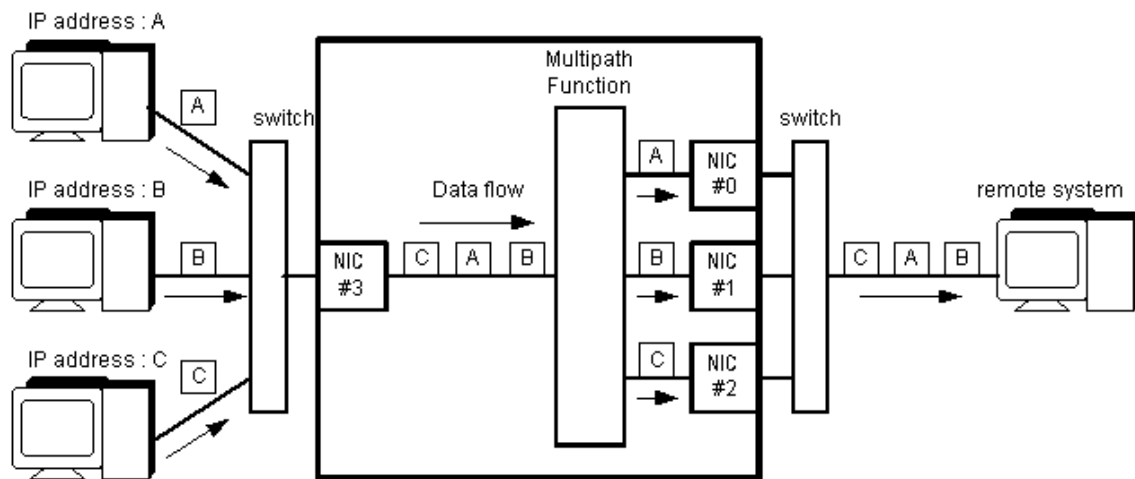 IP address : A
A
IP address : B
B
IP address : C
C
switch
NIC
#3
Data flow
C A B
Multipath
Function
A
NIC
#0
B
NIC
#1
C
NIC
#2
switch
C A B
remote system